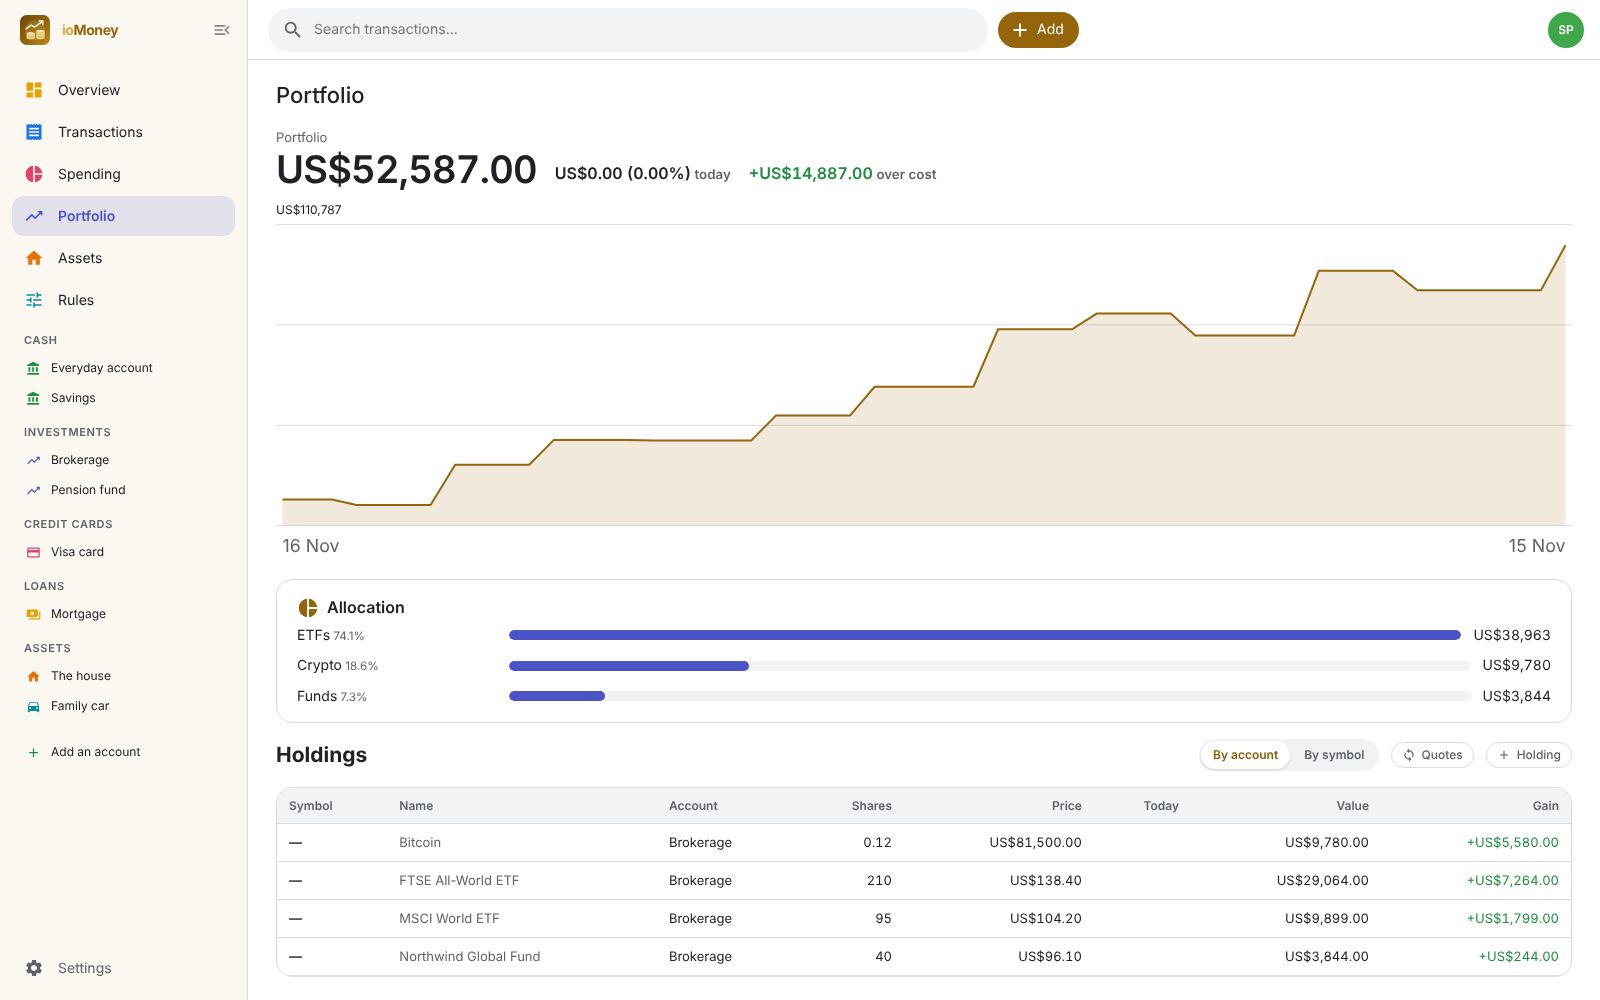 ioMoney
Search transactions...
Add
SP
Overview
Transactions
Spending
Portfolio
Assets
Rules
CASH
Everyday account
Savings
INVESTMENTS
Brokerage
Pension fund
CREDIT CARDS
Visa card
LOANS
Mortgage
ASSETS
The house
Family car
Add an account
Settings
Portfolio
Portfolio
US$52,587.00 US$0.00 (0.00%) today +US$14,887.00 over cost
US$110,787
16 Nov 15 Nov
Allocation
ETFs 74.1% US$38,963
Crypto 18.6% US$9,780
Funds 7.3% US$3,844
Holdings By account By symbol Quotes Holding
Symbol Name Account Shares Price Today Value Gain
— Bitcoin Brokerage 0.12 US$81,500.00 US$9,780.00 +US$5,580.00
— FTSE All-World ETF Brokerage 210 US$138.40 US$29,064.00 +US$7,264.00
— MSCI World ETF Brokerage 95 US$104.20 US$9,899.00 +US$1,799.00
— Northwind Global Fund Brokerage 40 US$96.10 US$3,844.00 +US$244.00